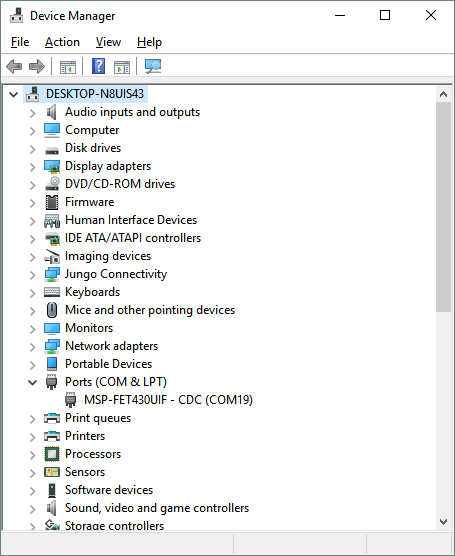 Device Manager
File Action View Help
DESKTOP-N8UIS43
Audio inputs and outputs
Computer
Disk drives
Display adapters
DVD/CD-ROM drives
Firmware
Human Interface Devices
IDE ATA/ATAPI controllers
Imaging devices
Jungo Connectivity
Keyboards
Mice and other pointing devices
Monitors
Network adapters
Portable Devices
Ports (COM & LPT)
MSP-FET430UIF - CDC (COM19)
Print queues
Printers
Processors
Sensors
Software devices
Sound, video and game controllers
Storage controllers